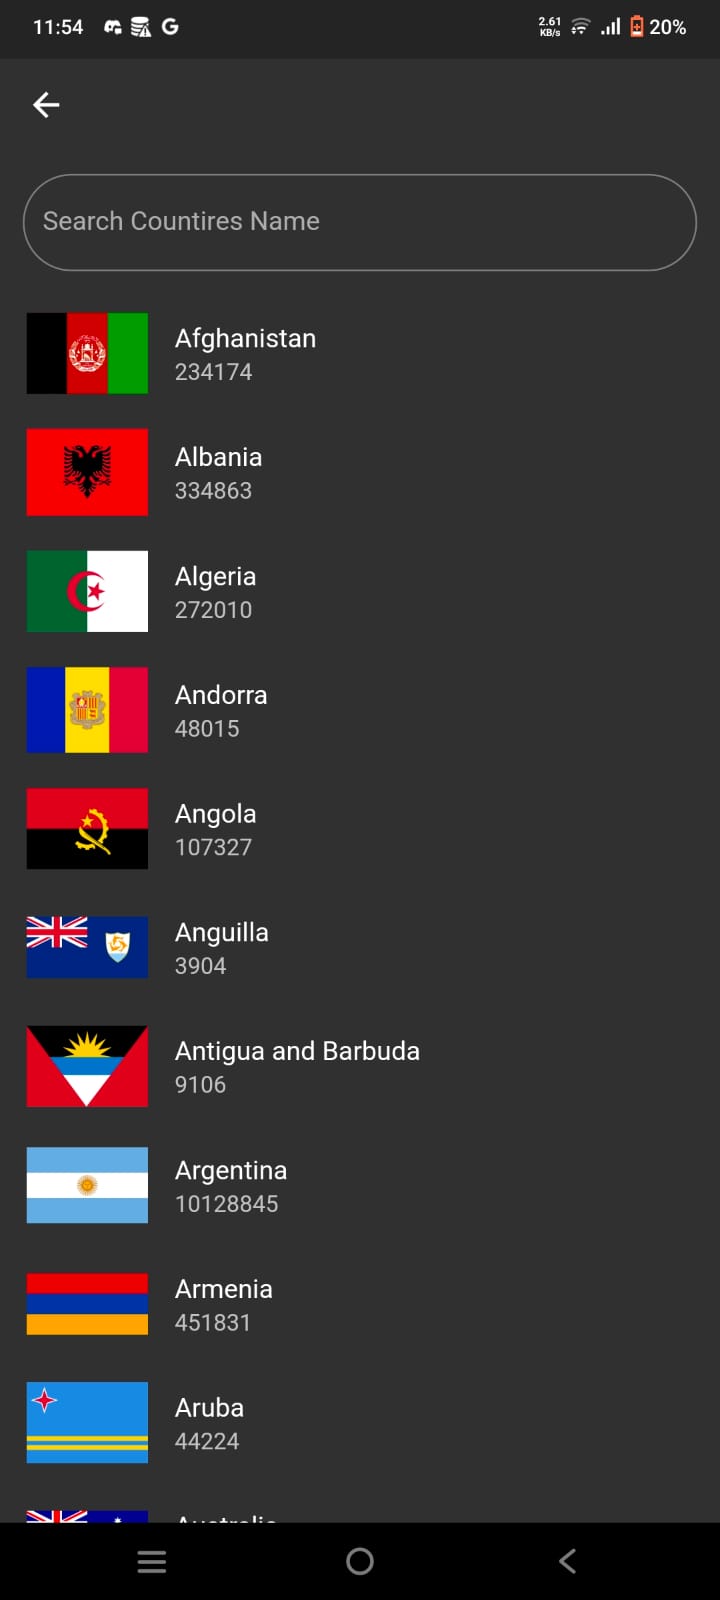 11:54
2.61
KB/s
20%
Search Countires Name
Afghanistan
234174
Albania
334863
Algeria
272010
Andorra
48015
Angola
107327
Anguilla
3904
Antigua and Barbuda
9106
Argentina
10128845
Armenia
451831
Aruba
44224
Australia